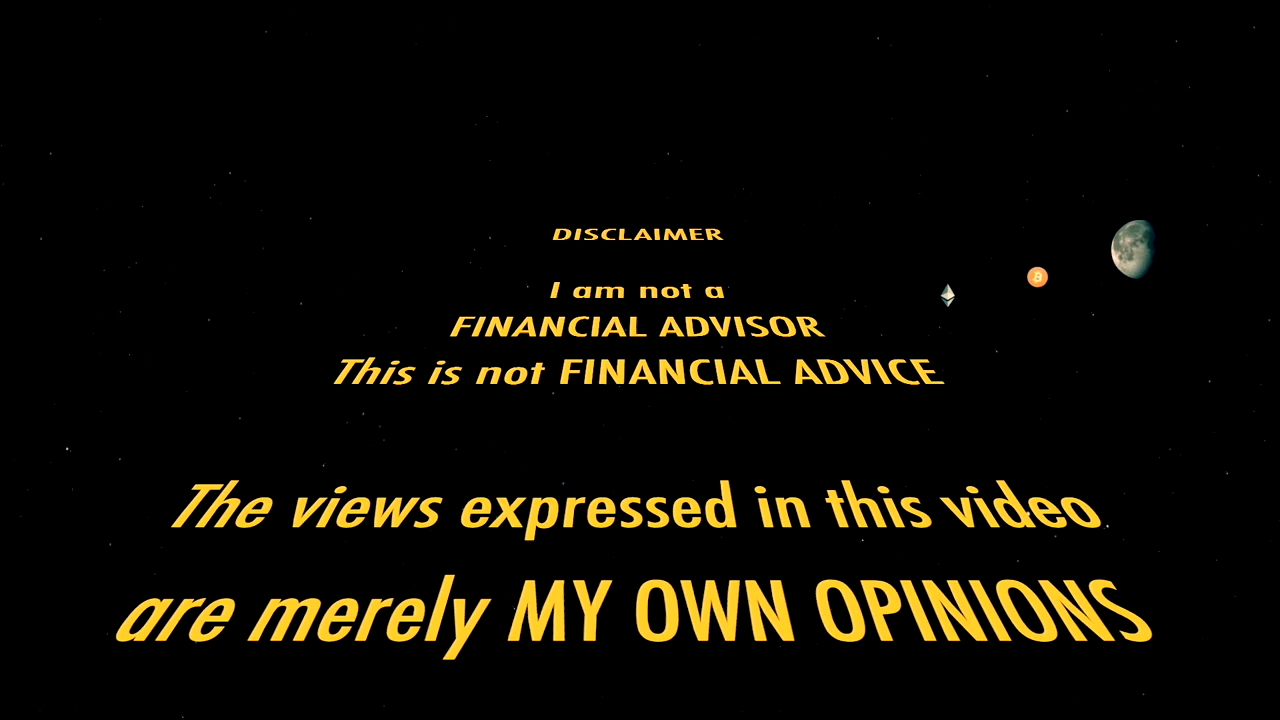 DISCLAIMER
I am not a
FINANCIAL ADVISOR
This is not FINANCIAL ADVICE
The views expressed in this video
are merely MY OWN OPINIONS